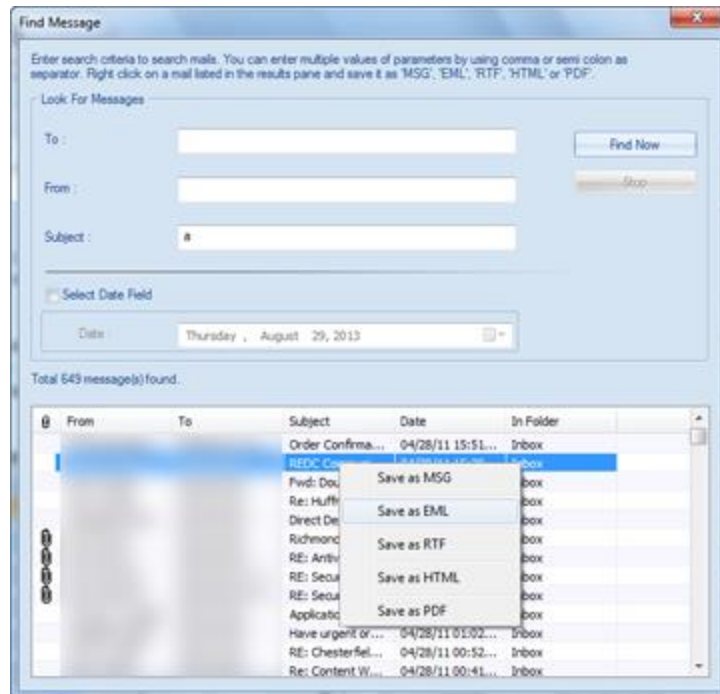 Find Message
Enter search criteria to search mails. You can enter multiple values of parameters by using comma or semi colon as
separator. Right click on a mail listed in the results pane and save it as 'MSG', 'EML', 'RTF', 'HTML' or 'PDF'.
Look For Messages
To :
Find Now
Stop
From :
Subject : a
Select Date Field
Date Thursday , August 29, 2013
Total 649 message(s) found.
From To Subject Date In Folder
Order Confirma... 04/28/11 15:51... Inbox
REDC
Fwd: Dou
Save as MSG
Re: Huff
Direct De
Save as EML
Richmond
RE: Antiv
Save as RTF
RE: Secu
RE: Secu
Save as HTML
Applicatio
Save as PDF
Have urgent or... 04/28/11 01:02... Inbox
RE: Chesterfiel... 04/28/11 00:52... Inbox
Re: Content W... 04/28/11 00:41... Inbox